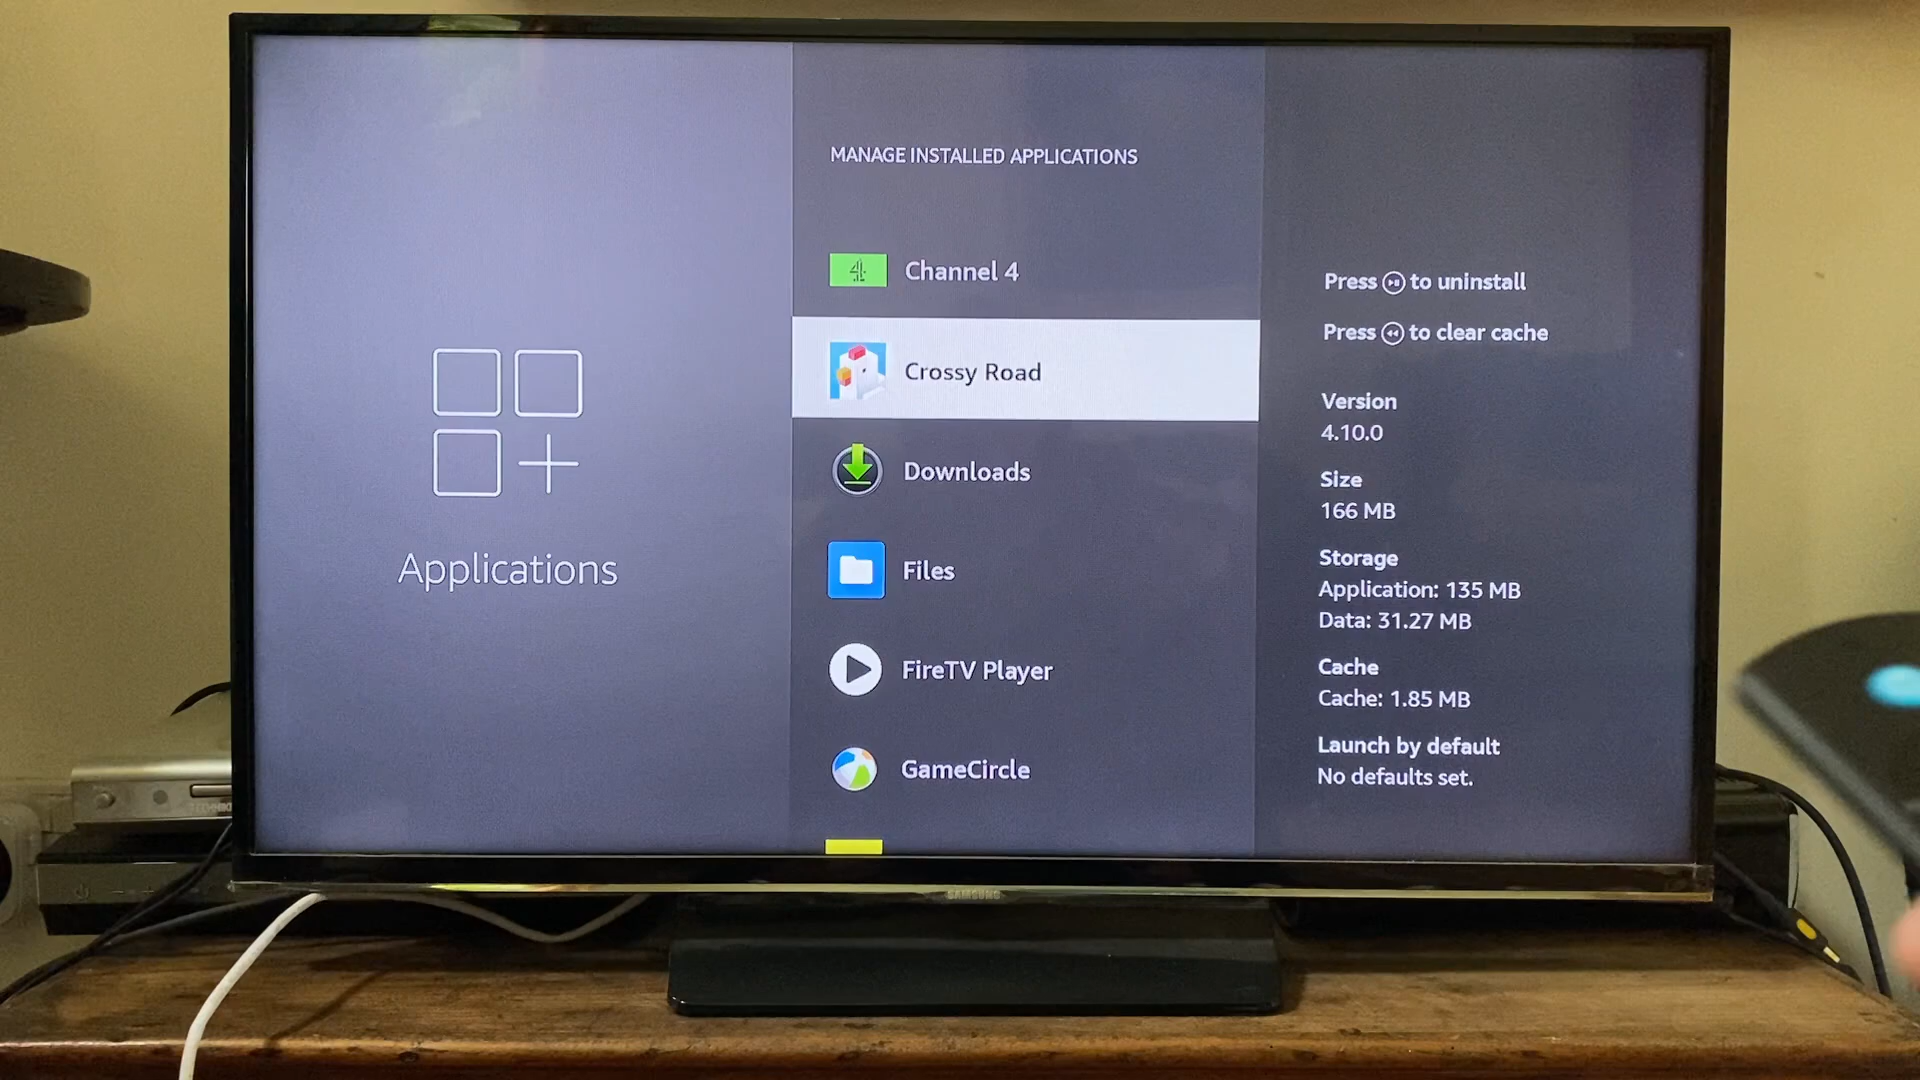 MANAGE INSTALLED APPLICATIONS
Channel 4
Crossy Road
Downloads
Files
FireTV Player
GameCircle
Applications
Press to uninstall
Press to clear cache
Version
4.10.0
Size
166 MB
Storage
Application: 135 MB
Data: 31.27 MB
Cache
Cache: 1.85 MB
Launch by default
No defaults set.
SAMSUNG